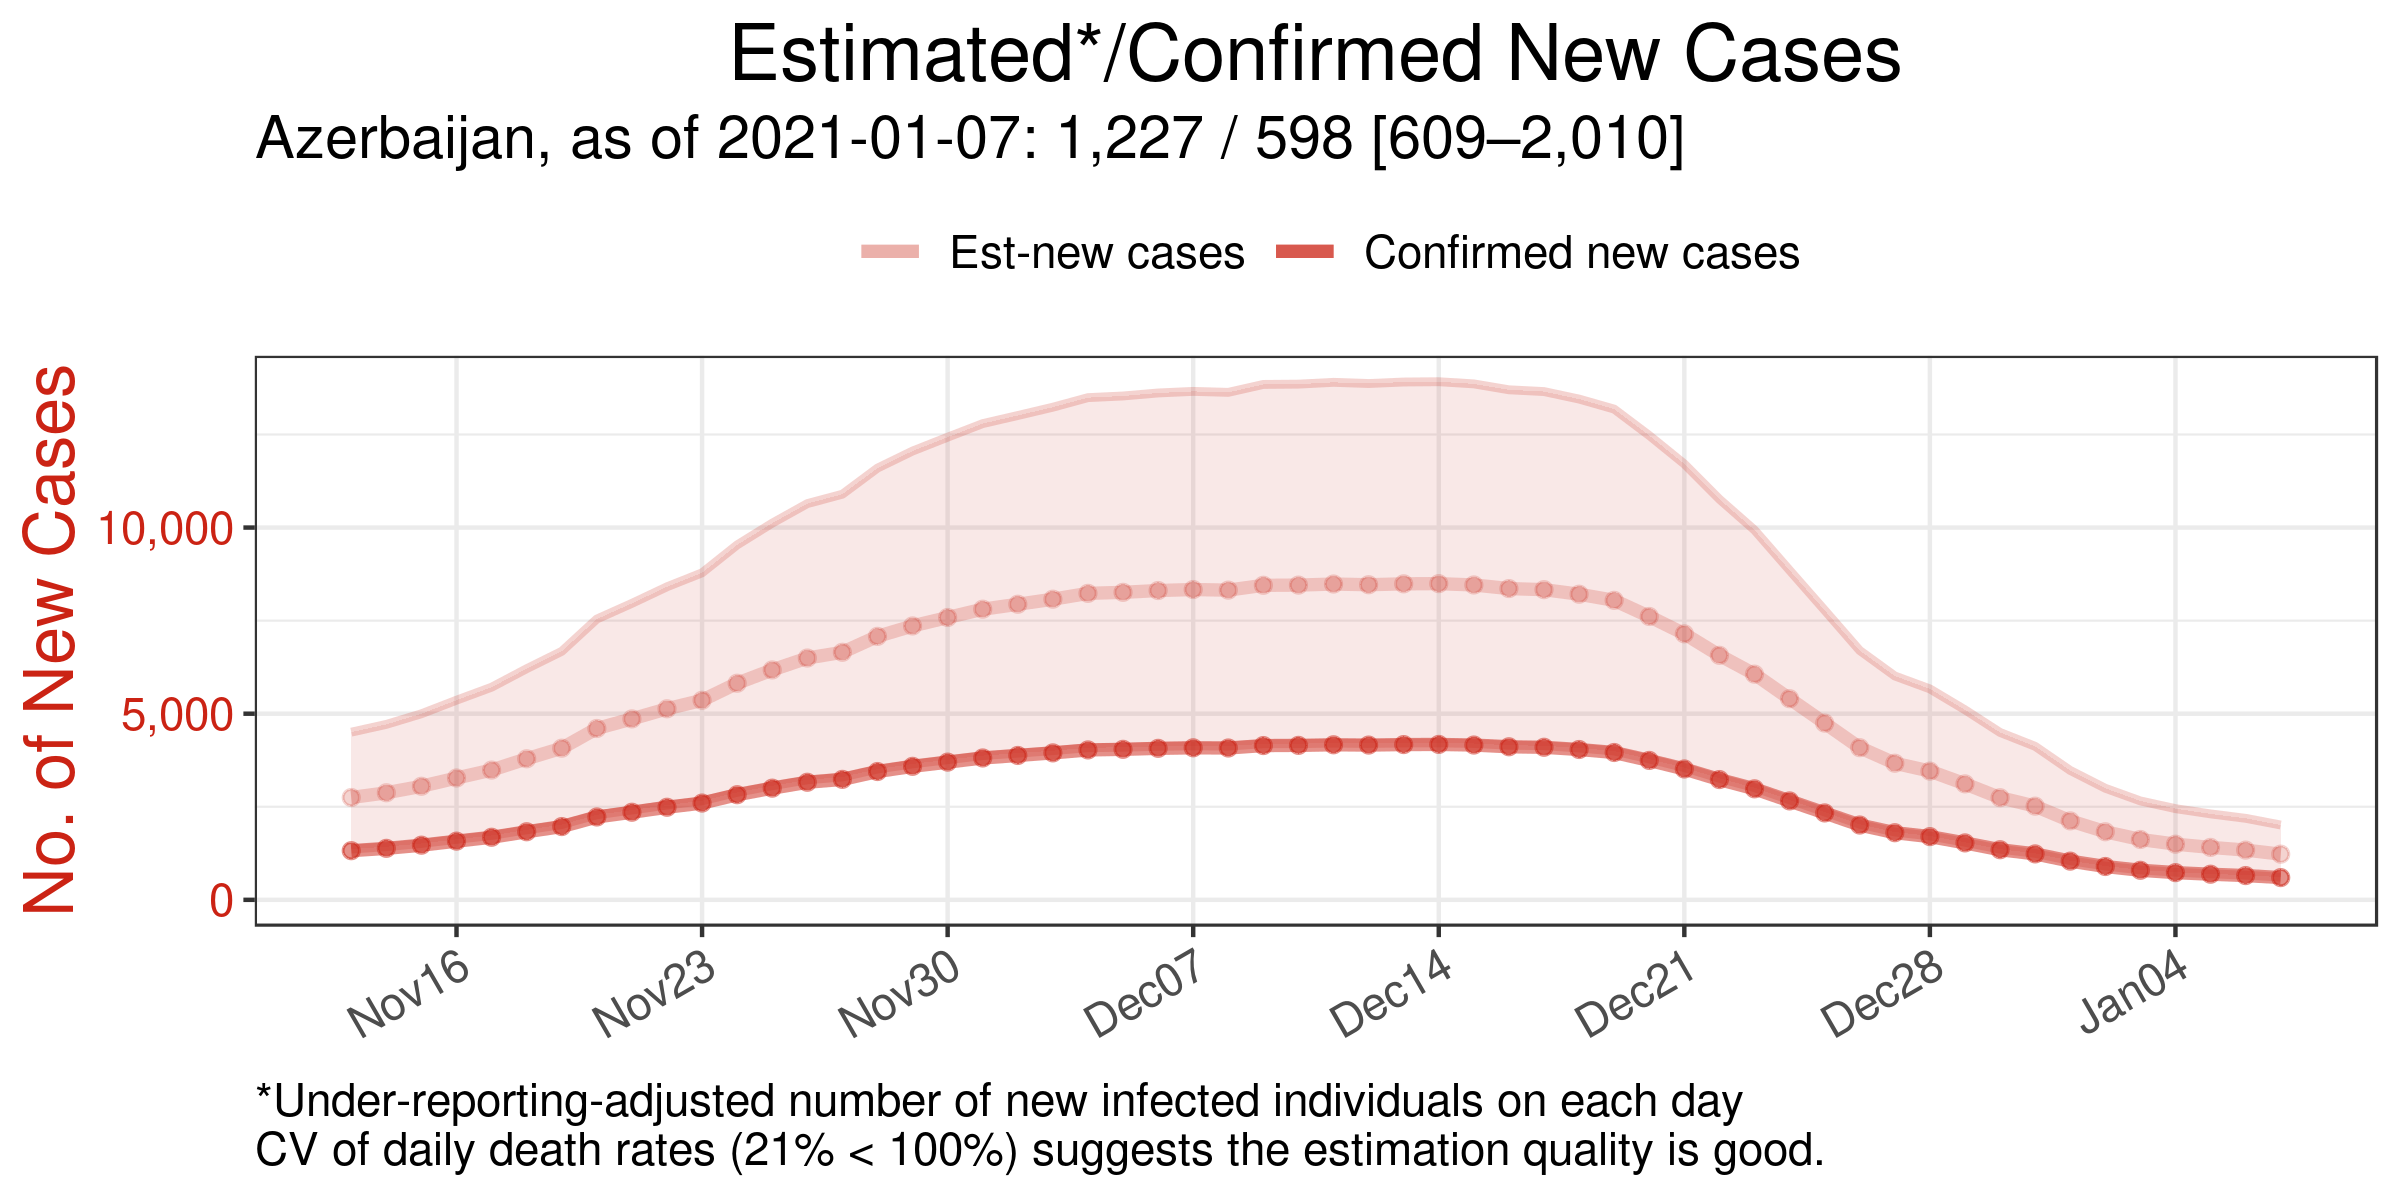 Estimated*/Confirmed New Cases
Azerbaijan, as of 2021-01-07: 1,227 / 598 [609–2,010]
Est-new cases
Confirmed new cases
No. of New Cases
10,000
5,000
0
Nov16
Nov23
Nov30
Dec07
Dec14
Dec21
Dec28
Jan04
*Under-reporting-adjusted number of new infected individuals on each day
CV of daily death rates (21% < 100%) suggests the estimation quality is good.